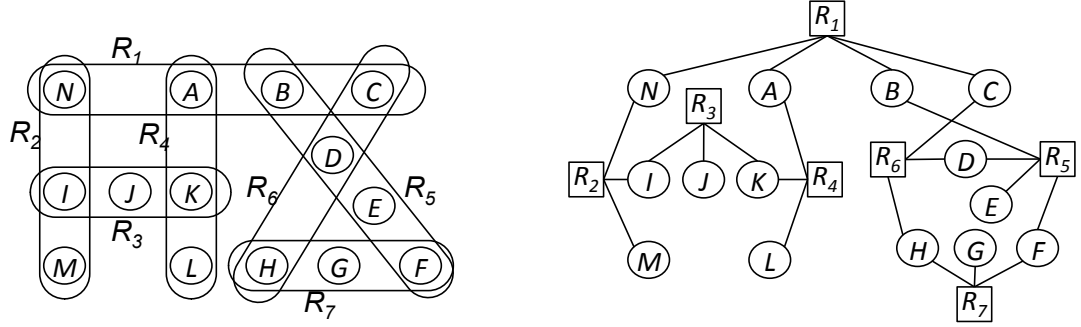 R1
N A B C
R2 R4
D
R6 R5
I J K
E
R3
M L H G F
R7
R1
N A B C
R3
R2 I J K R4
R6 D R5
E
M L
H G F
R7